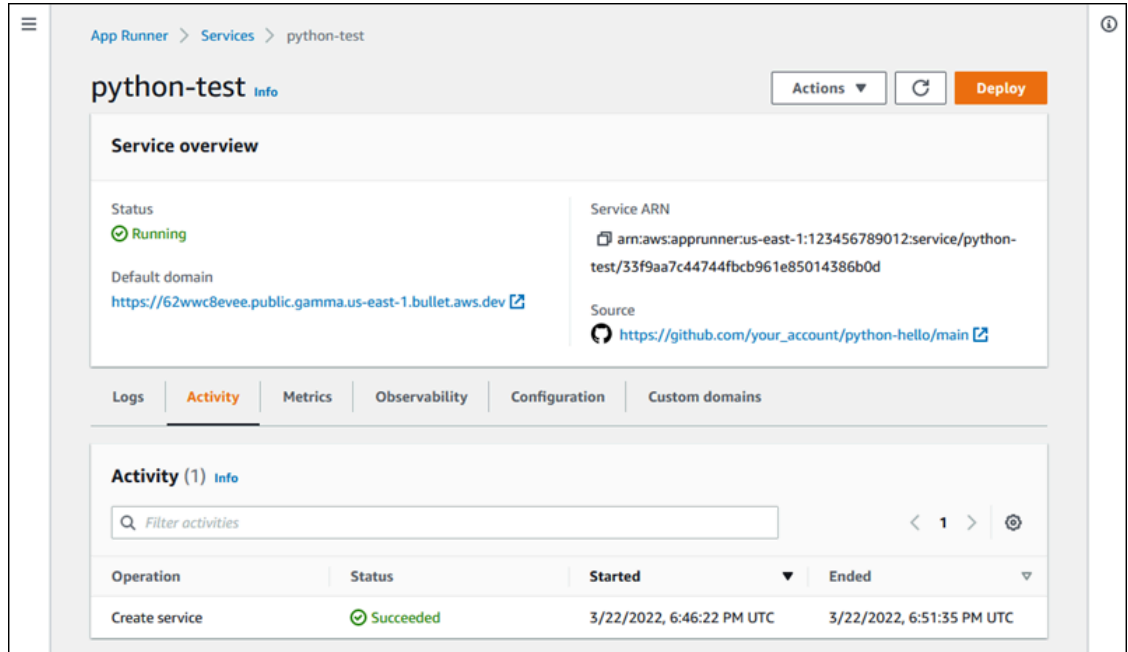 App Runner > Services > python-test
python-test Info
Actions ▼ Deploy
Service overview
Status
Running
Default domain
https://62wwc8evee.public.gamma.us-east-1.bullet.aws.dev
Service ARN
arn:aws:apprunner:us-east-1:123456789012:service/python-
test/33f9aa7c44744fbcb961e85014386b0d
Source
https://github.com/your_account/python-hello/main
Logs Activity Metrics Observability Configuration Custom domains
Activity (1) Info
Filter activities < 1 >
Operation Status Started ▼ Ended ▽
Create service Succeeded 3/22/2022, 6:46:22 PM UTC 3/22/2022, 6:51:35 PM UTC